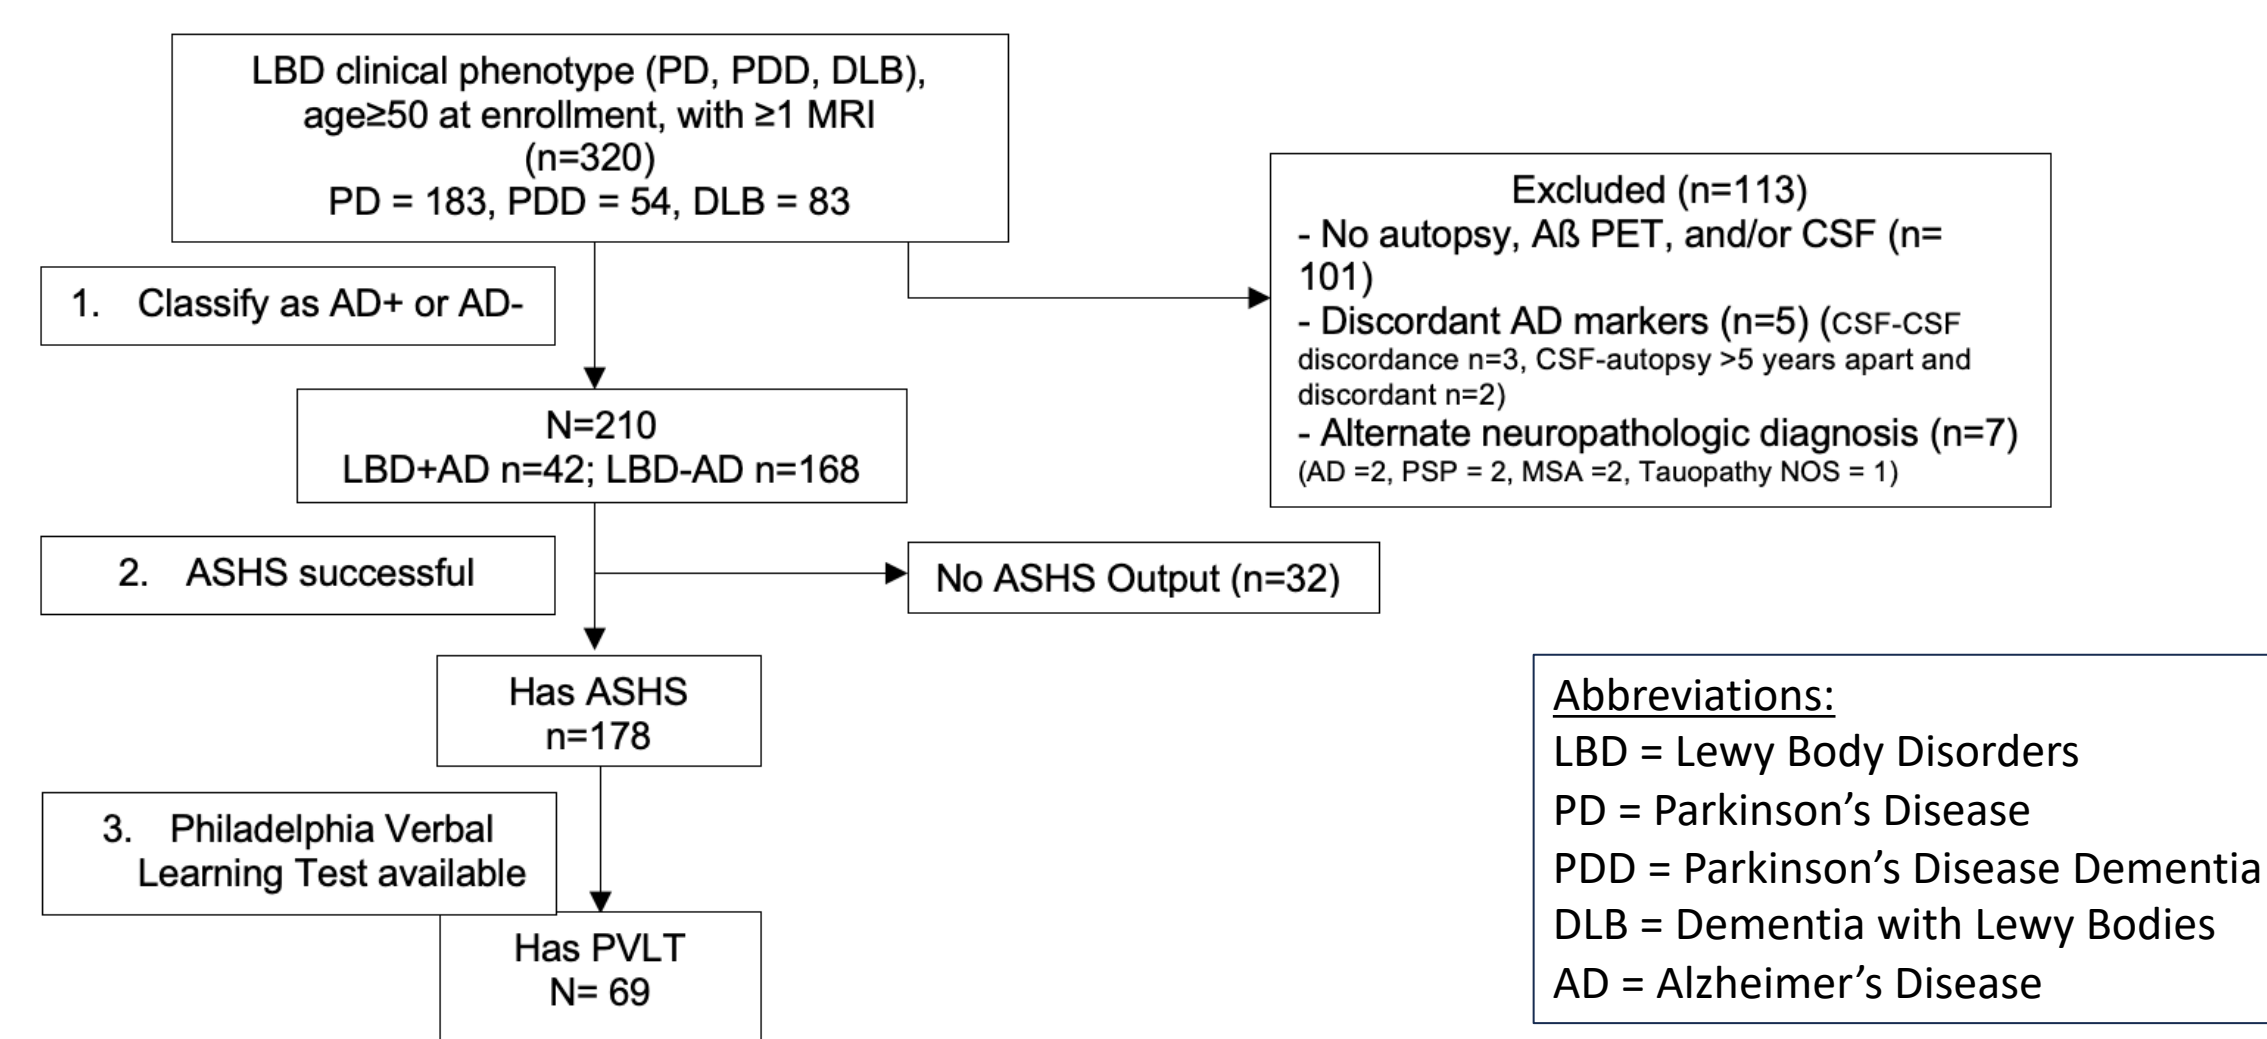 LBD clinical phenotype (PD, PDD, DLB),
age≥50 at enrollment, with ≥1 MRI
(n=320)
PD = 183, PDD = 54, DLB = 83
Excluded (n=113)
- No autopsy, Aß PET, and/or CSF (n=
101)
- Discordant AD markers (n=5) (CSF-CSF
discordance n=3, CSF-autopsy >5 years apart and
discordant n=2)
- Alternate neuropathologic diagnosis (n=7)
(AD =2, PSP = 2, MSA =2, Tauopathy NOS = 1)
1. Classify as AD+ or AD-
N=210
LBD+AD n=42; LBD-AD n=168
2. ASHS successful
No ASHS Output (n=32)
Has ASHS
n=178
3. Philadelphia Verbal
Learning Test available
Has PVLT
N= 69
Abbreviations:
LBD = Lewy Body Disorders
PD = Parkinson’s Disease
PDD = Parkinson’s Disease Dementia
DLB = Dementia with Lewy Bodies
AD = Alzheimer’s Disease